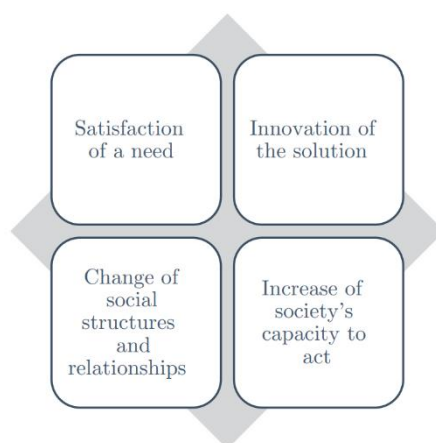 Satisfaction
of a need
Innovation of
the solution
Change of
social
structures
and
relationships
Increase of
society's
capacity to
act